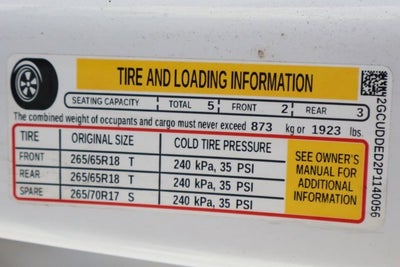 TIRE AND LOADING INFORMATION
SEATING CAPACITY TOTAL 5 FRONT 2 REAR 3
The combined weight of occupants and cargo must never exceed 873 kg or 1923 lbs.
TIRE ORIGINAL SIZE COLD TIRE PRESSURE
FRONT 265/65R18 T 240 kPa, 35 PSI
REAR 265/65R18 T 240 kPa, 35 PSI
SPARE 265/70R17 S 240 kPa, 35 PSI
SEE OWNER'S
MANUAL FOR
ADDITIONAL
INFORMATION
2GCUDDED2P1140056